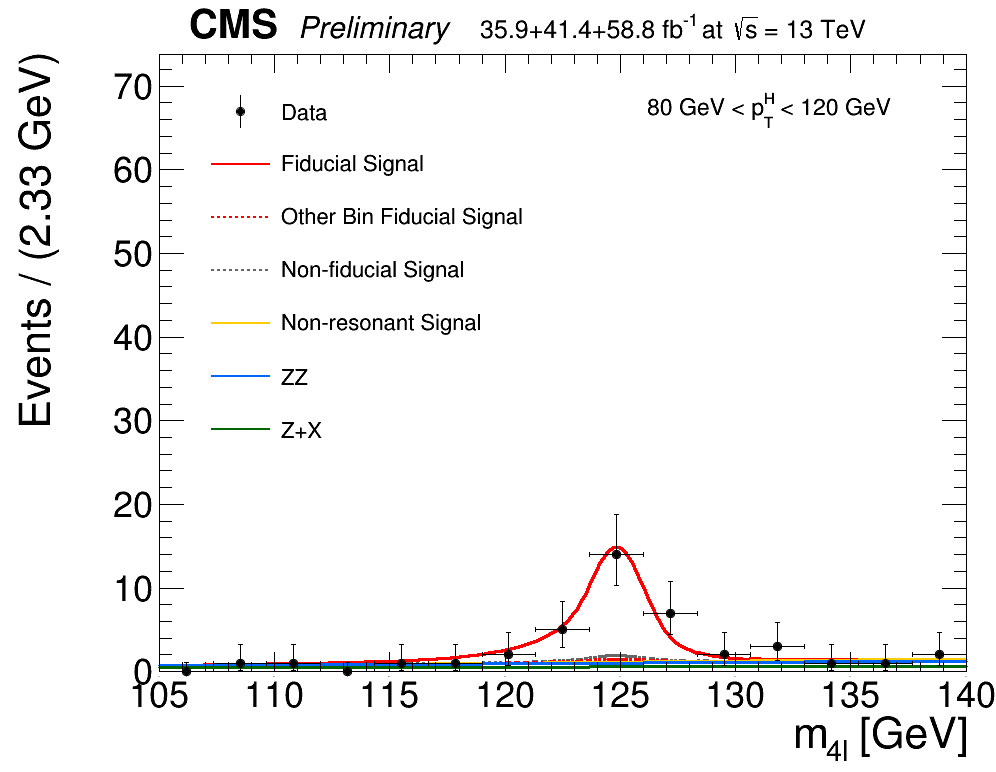 CMS Preliminary 35.9+41.4+58.8 fb⁻¹ at √s = 13 TeV
Events / (2.33 GeV)
80 GeV < p_T^H < 120 GeV
Data
Fiducial Signal
Other Bin Fiducial Signal
Non-fiducial Signal
Non-resonant Signal
ZZ
Z+X
70
60
50
40
30
20
10
0
105 110 115 120 125 130 135 140
m_4l [GeV]